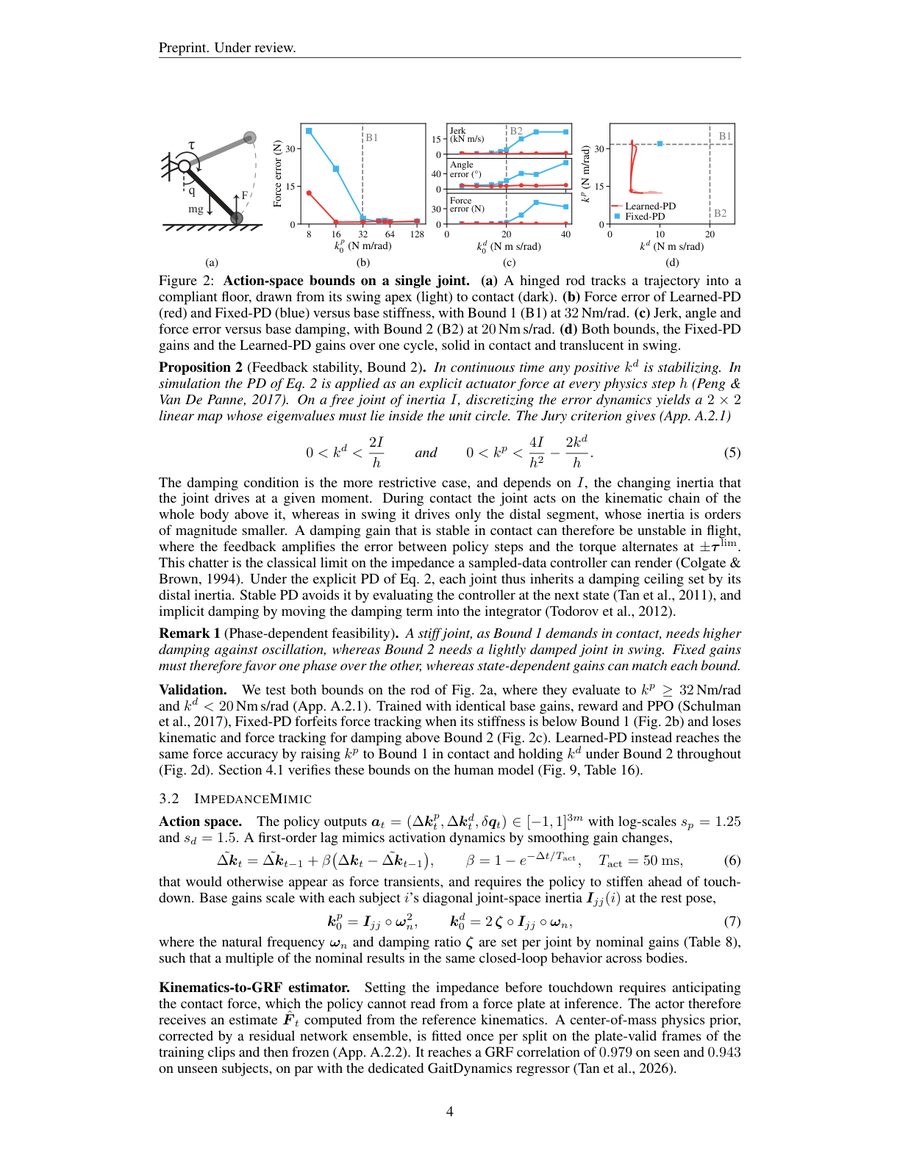 Preprint. Under review.
τ
q
mg
F
(a)
Force error (N)
30
15
0
B1
8 16 32 64 128
k₀ᵖ (N m/rad)
(b)
Jerk
(kN m/s)
15
0
B2
Angle
error (°)
40
0
Force
error (N)
30
0
0 20 40
k₀ᵈ (N m s/rad)
(c)
kᵖ (N m/rad)
30
15
0
B1
B2
Learned-PD
Fixed-PD
0 10 20
kᵈ (N m s/rad)
(d)
Figure 2: Action-space bounds on a single joint. (a) A hinged rod tracks a trajectory into a
compliant floor, drawn from its swing apex (light) to contact (dark). (b) Force error of Learned-PD
(red) and Fixed-PD (blue) versus base stiffness, with Bound 1 (B1) at 32 Nm/rad. (c) Jerk, angle and
force error versus base damping, with Bound 2 (B2) at 20 Nm s/rad. (d) Both bounds, the Fixed-PD
gains and the Learned-PD gains over one cycle, solid in contact and translucent in swing.
Proposition 2 (Feedback stability, Bound 2). In continuous time any positive kᵈ is stabilizing. In
simulation the PD of Eq. 2 is applied as an explicit actuator force at every physics step h (Peng &
Van De Panne, 2017). On a free joint of inertia I, discretizing the error dynamics yields a 2 × 2
linear map whose eigenvalues must lie inside the unit circle. The Jury criterion gives (App. A.2.1)
0 < kᵈ < 2I/h and 0 < kᵖ < 4I/h² − 2kᵈ/h. (5)
The damping condition is the more restrictive case, and depends on I, the changing inertia that
the joint drives at a given moment. During contact the joint acts on the kinematic chain of the
whole body above it, whereas in swing it drives only the distal segment, whose inertia is orders
of magnitude smaller. A damping gain that is stable in contact can therefore be unstable in flight,
where the feedback amplifies the error between policy steps and the torque alternates at ±τˡⁱᵐ.
This chatter is the classical limit on the impedance a sampled-data controller can render (Colgate &
Brown, 1994). Under the explicit PD of Eq. 2, each joint thus inherits a damping ceiling set by its
distal inertia. Stable PD avoids it by evaluating the controller at the next state (Tan et al., 2011), and
implicit damping by moving the damping term into the integrator (Todorov et al., 2012).
Remark 1 (Phase-dependent feasibility). A stiff joint, as Bound 1 demands in contact, needs higher
damping against oscillation, whereas Bound 2 needs a lightly damped joint in swing. Fixed gains
must therefore favor one phase over the other, whereas state-dependent gains can match each bound.
Validation. We test both bounds on the rod of Fig. 2a, where they evaluate to kᵖ ≥ 32 Nm/rad
and kᵈ < 20 Nm s/rad (App. A.2.1). Trained with identical base gains, reward and PPO (Schulman
et al., 2017), Fixed-PD forfeits force tracking when its stiffness is below Bound 1 (Fig. 2b) and loses
kinematic and force tracking for damping above Bound 2 (Fig. 2c). Learned-PD instead reaches the
same force accuracy by raising kᵖ to Bound 1 in contact and holding kᵈ under Bound 2 throughout
(Fig. 2d). Section 4.1 verifies these bounds on the human model (Fig. 9, Table 16).
3.2 IMPEDANCEMIMIC
Action space. The policy outputs aₜ = (Δkₜᵖ, Δkₜᵈ, δqₜ) ∈ [−1, 1]³ᵐ with log-scales sₚ = 1.25
and s_d = 1.5. A first-order lag mimics activation dynamics by smoothing gain changes,
Δ̃kₜ = Δ̃kₜ₋₁ + β(Δkₜ − Δ̃kₜ₋₁), β = 1 − e^(−Δt/T_act), T_act = 50 ms, (6)
that would otherwise appear as force transients, and requires the policy to stiffen ahead of touch-
down. Base gains scale with each subject i’s diagonal joint-space inertia Iⱼⱼ(i) at the rest pose,
k₀ᵖ = Iⱼⱼ ∘ ωₙ², k₀ᵈ = 2 ζ ∘ Iⱼⱼ ∘ ωₙ, (7)
where the natural frequency ωₙ and damping ratio ζ are set per joint by nominal gains (Table 8),
such that a multiple of the nominal results in the same closed-loop behavior across bodies.
Kinematics-to-GRF estimator. Setting the impedance before touchdown requires anticipating
the contact force, which the policy cannot read from a force plate at inference. The actor therefore
receives an estimate F̂ₜ computed from the reference kinematics. A center-of-mass physics prior,
corrected by a residual network ensemble, is fitted once per split on the plate-valid frames of the
training clips and then frozen (App. A.2.2). It reaches a GRF correlation of 0.979 on seen and 0.943
on unseen subjects, on par with the dedicated GaitDynamics regressor (Tan et al., 2026).
4